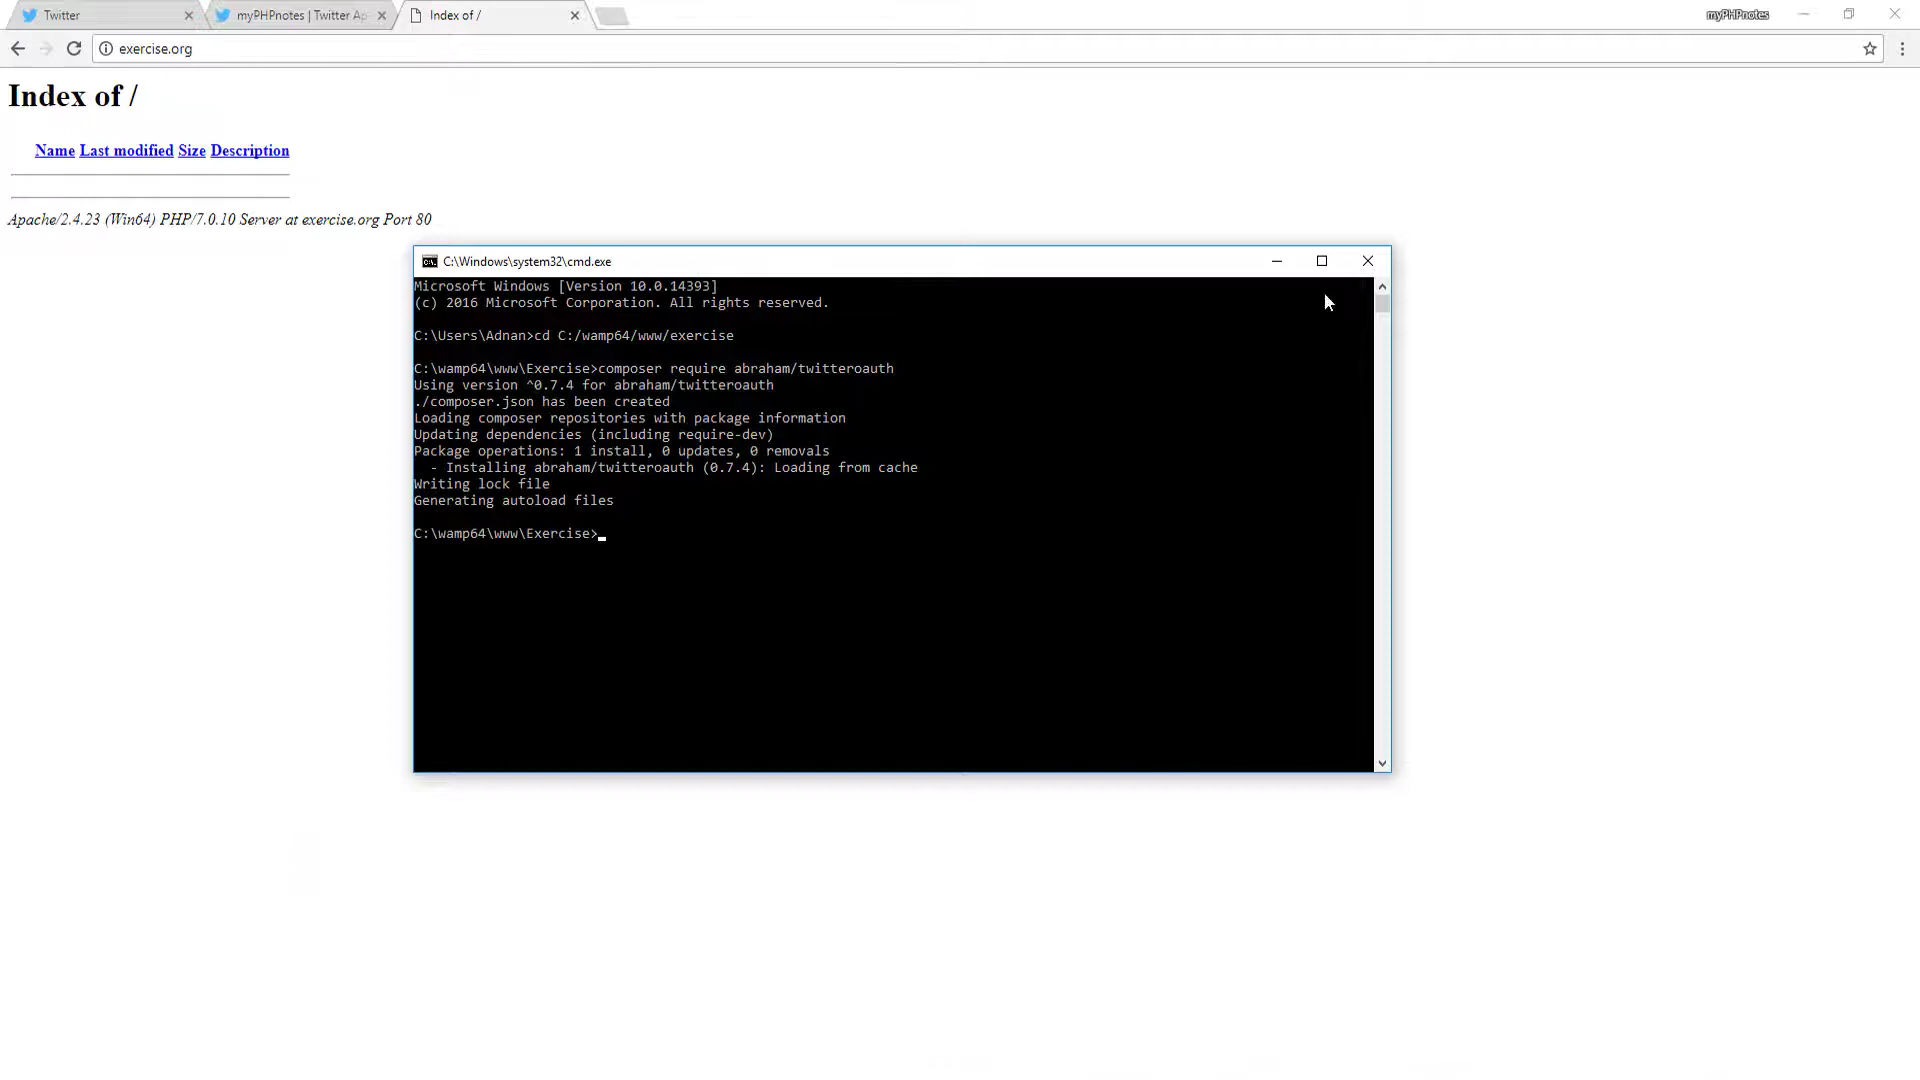 Twitter
myPHPnotes | Twitter Ap
Index of /
myPHPnotes
exercise.org
Index of /
Name Last modified Size Description
Apache/2.4.23 (Win64) PHP/7.0.10 Server at exercise.org Port 80
C:\Windows\system32\cmd.exe
Microsoft Windows [Version 10.0.14393]
(c) 2016 Microsoft Corporation. All rights reserved.
C:\Users\Adnan>cd C:/wamp64/www/exercise
C:\wamp64\www\Exercise>composer require abraham/twitteroauth
Using version ^0.7.4 for abraham/twitteroauth
./composer.json has been created
Loading composer repositories with package information
Updating dependencies (including require-dev)
Package operations: 1 install, 0 updates, 0 removals
- Installing abraham/twitteroauth (0.7.4): Loading from cache
Writing lock file
Generating autoload files
C:\wamp64\www\Exercise>